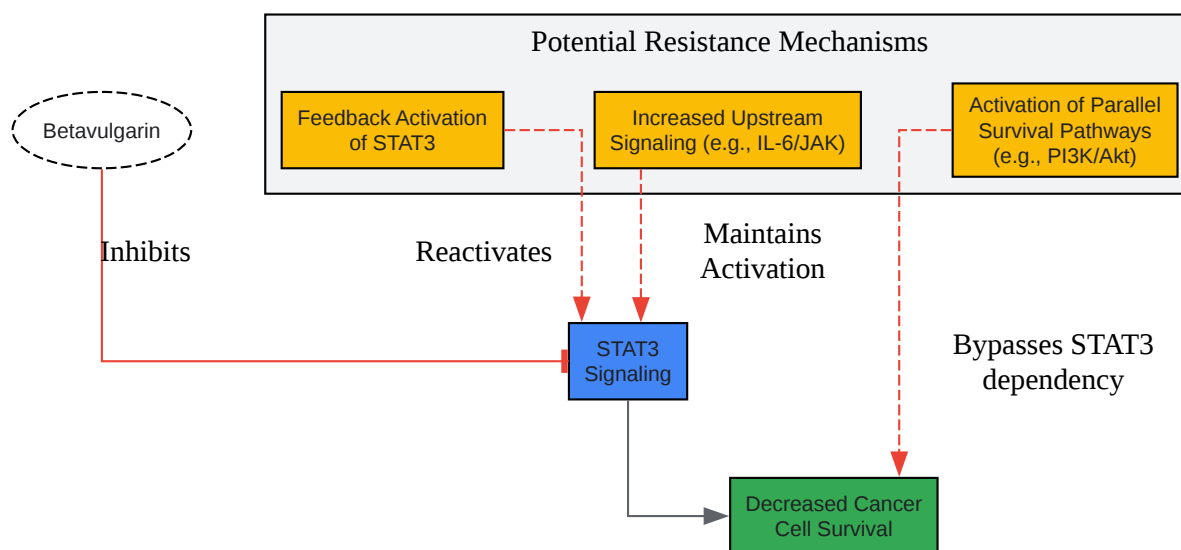 Potential Resistance Mechanisms
Betavulgarin
Feedback Activation
of STAT3
Increased Upstream
Signaling (e.g., IL-6/JAK)
Activation of Parallel
Survival Pathways
(e.g., PI3K/Akt)
Inhibits
Reactivates
Maintains
Activation
STAT3
Signaling
Bypasses STAT3
dependency
Decreased Cancer
Cell Survival